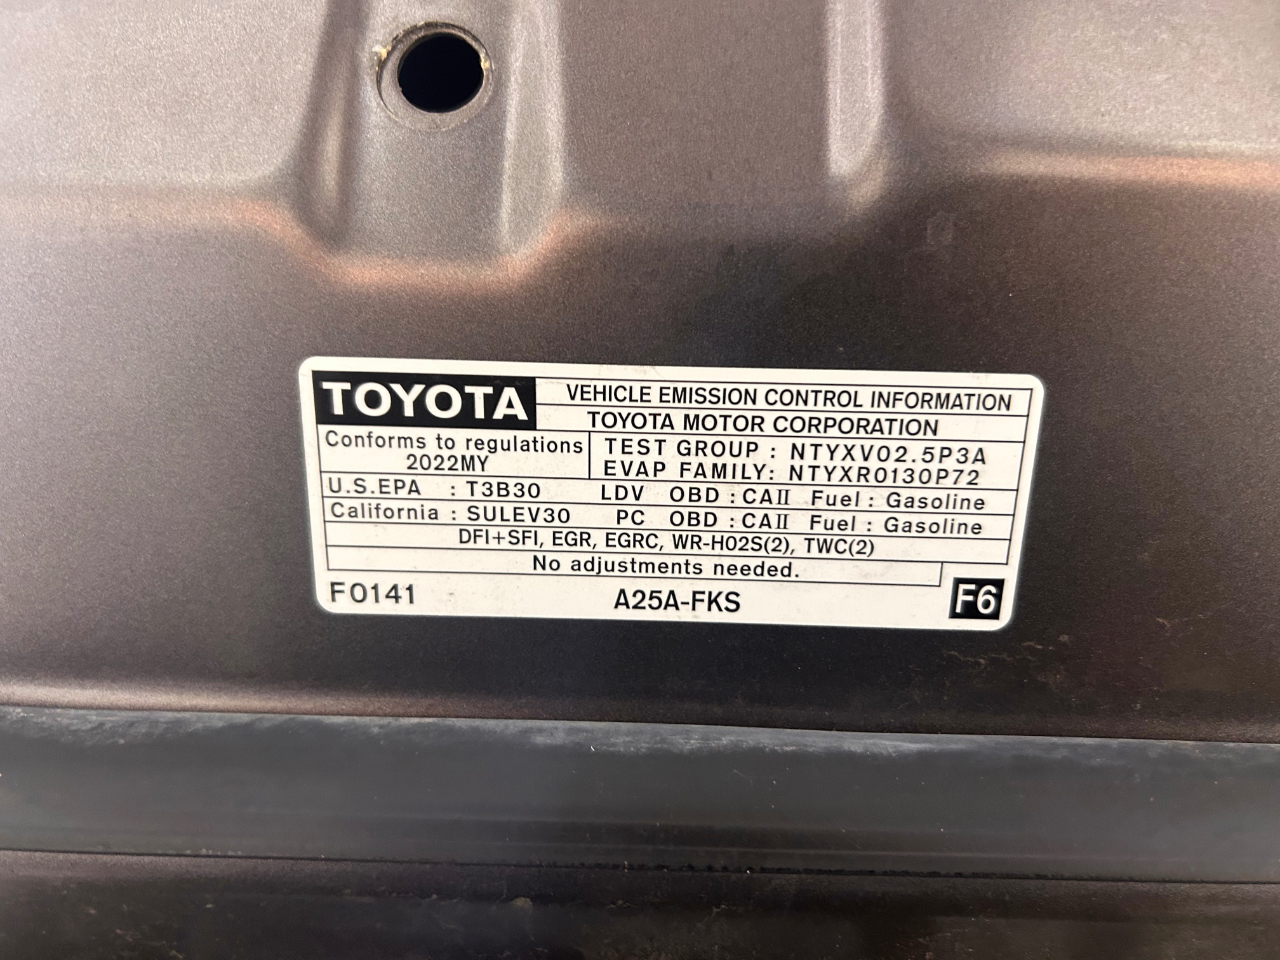 TOYOTA
VEHICLE EMISSION CONTROL INFORMATION
TOYOTA MOTOR CORPORATION
Conforms to regulations
2022MY
TEST GROUP : NTYXV02.5P3A
EVAP FAMILY: NTYXR0130P72
U.S.EPA : T3B30 LDV OBD : CAII Fuel : Gasoline
California : SULEV30 PC OBD : CAII Fuel : Gasoline
DFI+SFI, EGR, EGRC, WR-HO2S(2), TWC(2)
No adjustments needed.
F0141 A25A-FKS F6